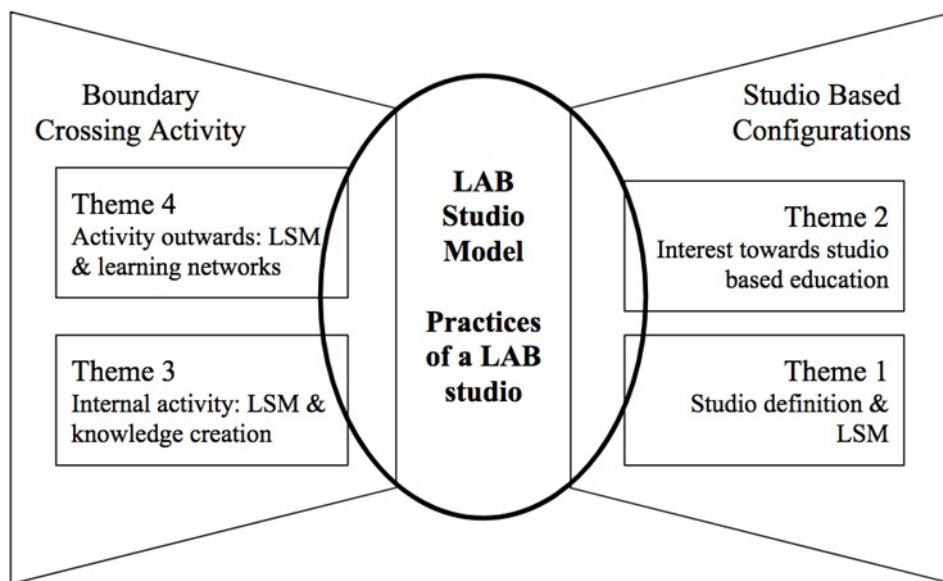 Boundary
Crossing Activity
Theme 4
Activity outwards: LSM
& learning networks
Theme 3
Internal activity: LSM &
knowledge creation
LAB
Studio
Model
Practices
of a LAB
studio
Studio Based
Configurations
Theme 2
Interest towards studio
based education
Theme 1
Studio definition &
LSM